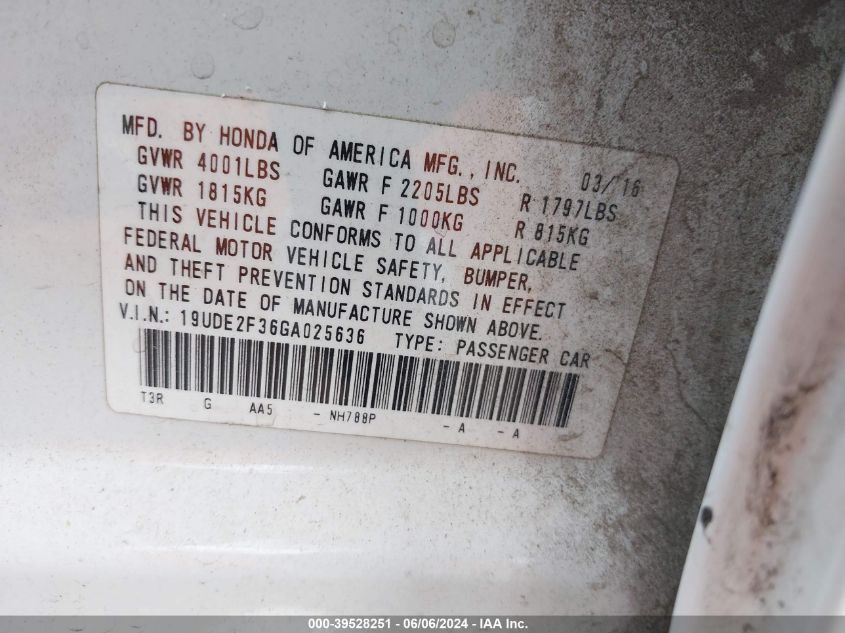 MFD. BY HONDA OF AMERICA MFG., INC. 03/16
GVWR 4001LBS GAWR F 2205LBS R 1797LBS
GVWR 1815KG GAWR F 1000KG R 815KG
THIS VEHICLE CONFORMS TO ALL APPLICABLE
FEDERAL MOTOR VEHICLE SAFETY, BUMPER,
AND THEFT PREVENTION STANDARDS IN EFFECT
ON THE DATE OF MANUFACTURE SHOWN ABOVE.
V.I.N.: 19UDE2F36GA025636 TYPE: PASSENGER CAR
T3R G AA5 - NH788P - A - A
000-39528251 - 06/06/2024 - IAA Inc.